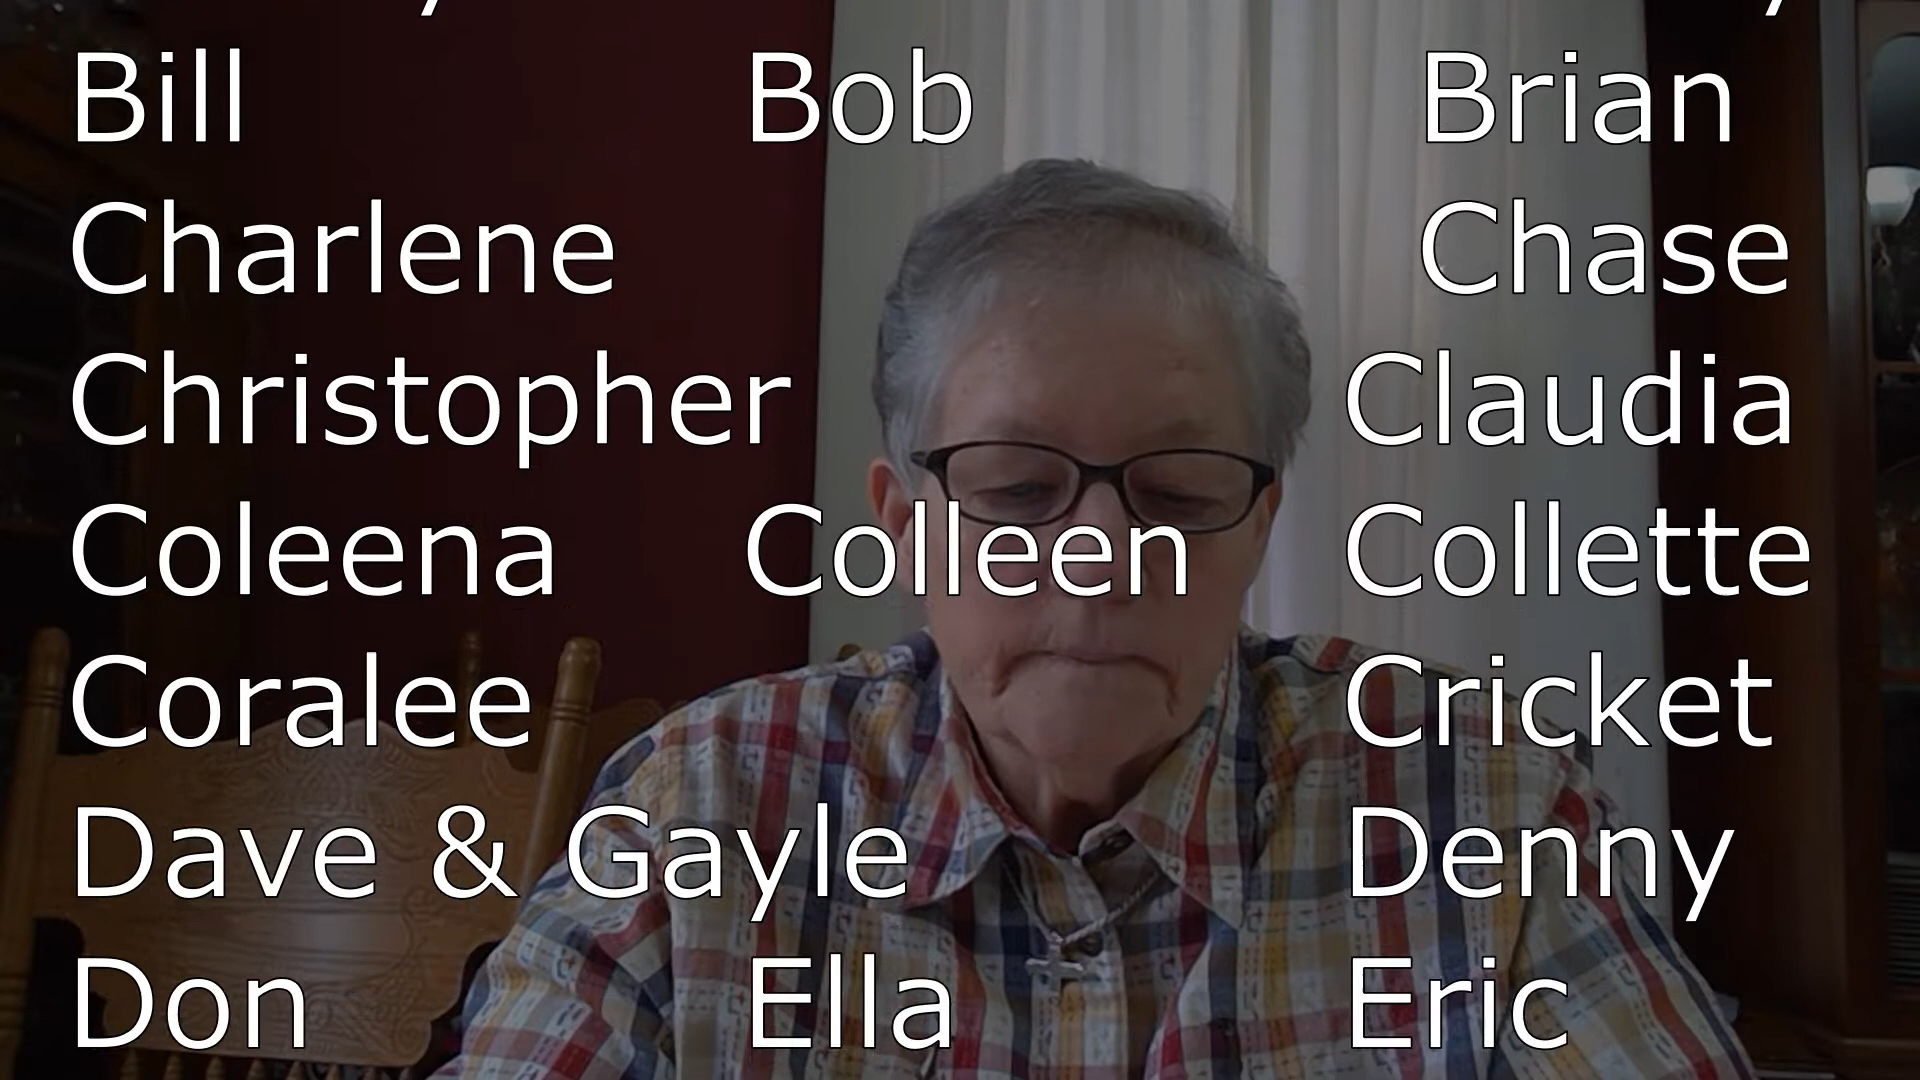 Bill Bob Brian
Charlene Chase
Christopher Claudia
Coleena Colleen Collette
Coralee Cricket
Dave & Gayle Denny
Don Ella Eric